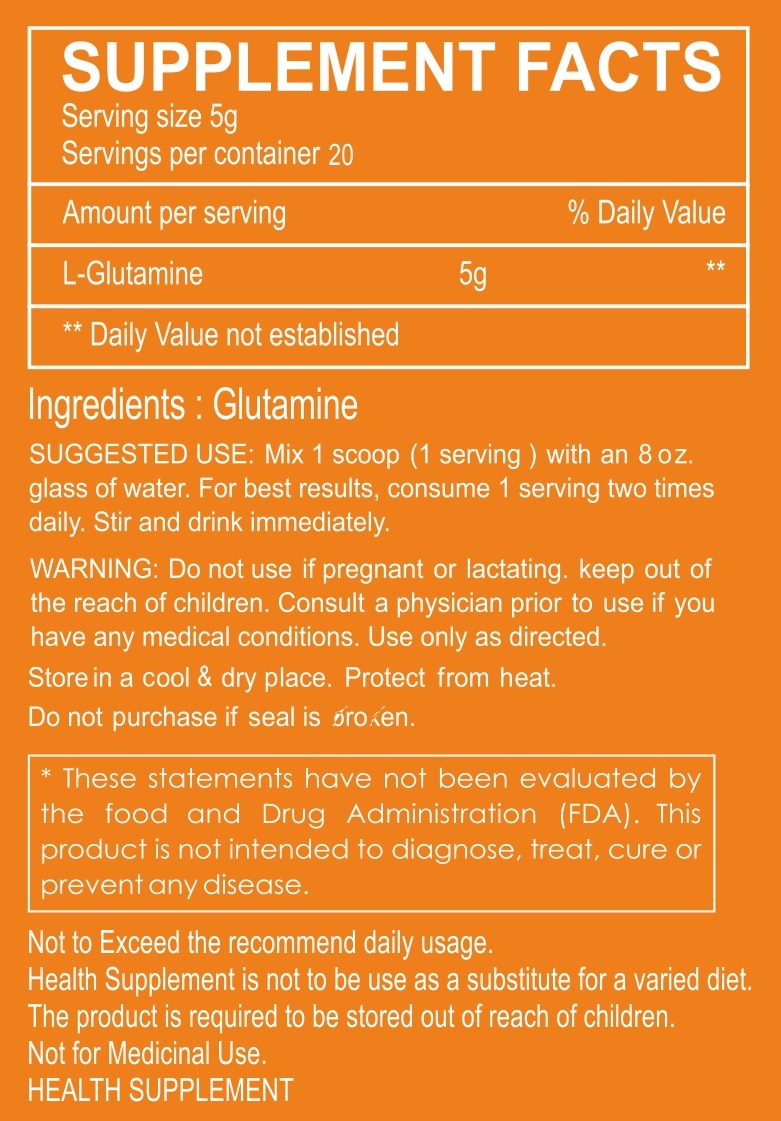 SUPPLEMENT FACTS
Serving size 5g
Servings per container 20
Amount per serving % Daily Value
L-Glutamine 5g **
** Daily Value not established
Ingredients : Glutamine
SUGGESTED USE: Mix 1 scoop (1 serving ) with an 8 oz.
glass of water. For best results, consume 1 serving two times
daily. Stir and drink immediately.
WARNING: Do not use if pregnant or lactating. keep out of
the reach of children. Consult a physician prior to use if you
have any medical conditions. Use only as directed.
Store in a cool & dry place. Protect from heat.
Do not purchase if seal is broken.
* These statements have not been evaluated by
the food and Drug Administration (FDA). This
product is not intended to diagnose, treat, cure or
prevent any disease.
Not to Exceed the recommend daily usage.
Health Supplement is not to be use as a substitute for a varied diet.
The product is required to be stored out of reach of children.
Not for Medicinal Use.
HEALTH SUPPLEMENT